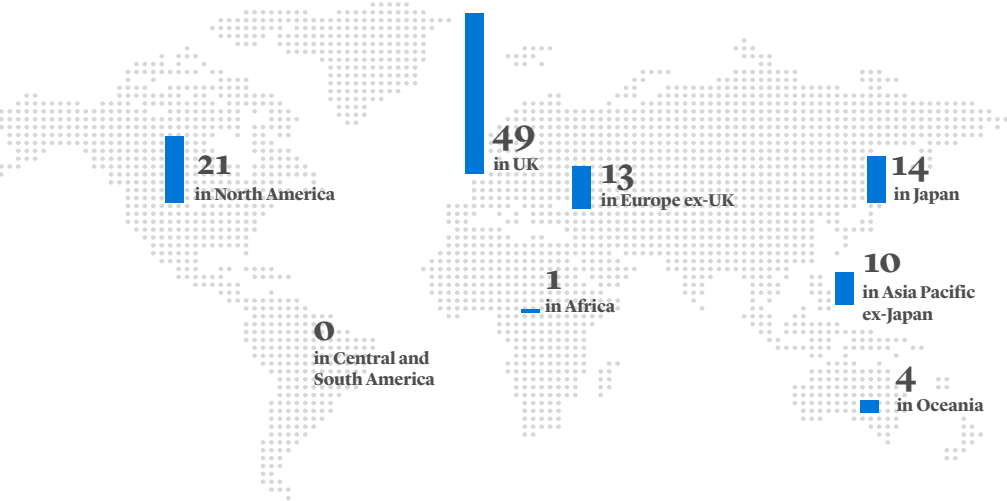 49
in UK
21
in North America
13
in Europe ex-UK
14
in Japan
1
in Africa
10
in Asia Pacific
ex-Japan
0
in Central and
South America
4
in Oceania